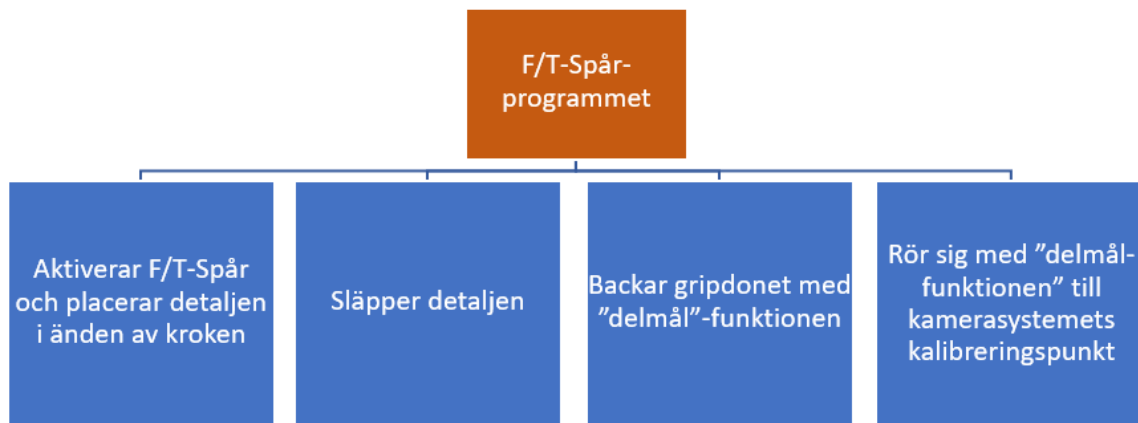 F/T-Spår-
programmet
Aktiverar F/T-Spår
och placerar detaljen
i änden av kroken
Släpper detaljen
Backar gripdonet med
”delmål”-funktionen
Rör sig med ”delmål-
funktionen” till
kamerasystemets
kalibreringspunkt